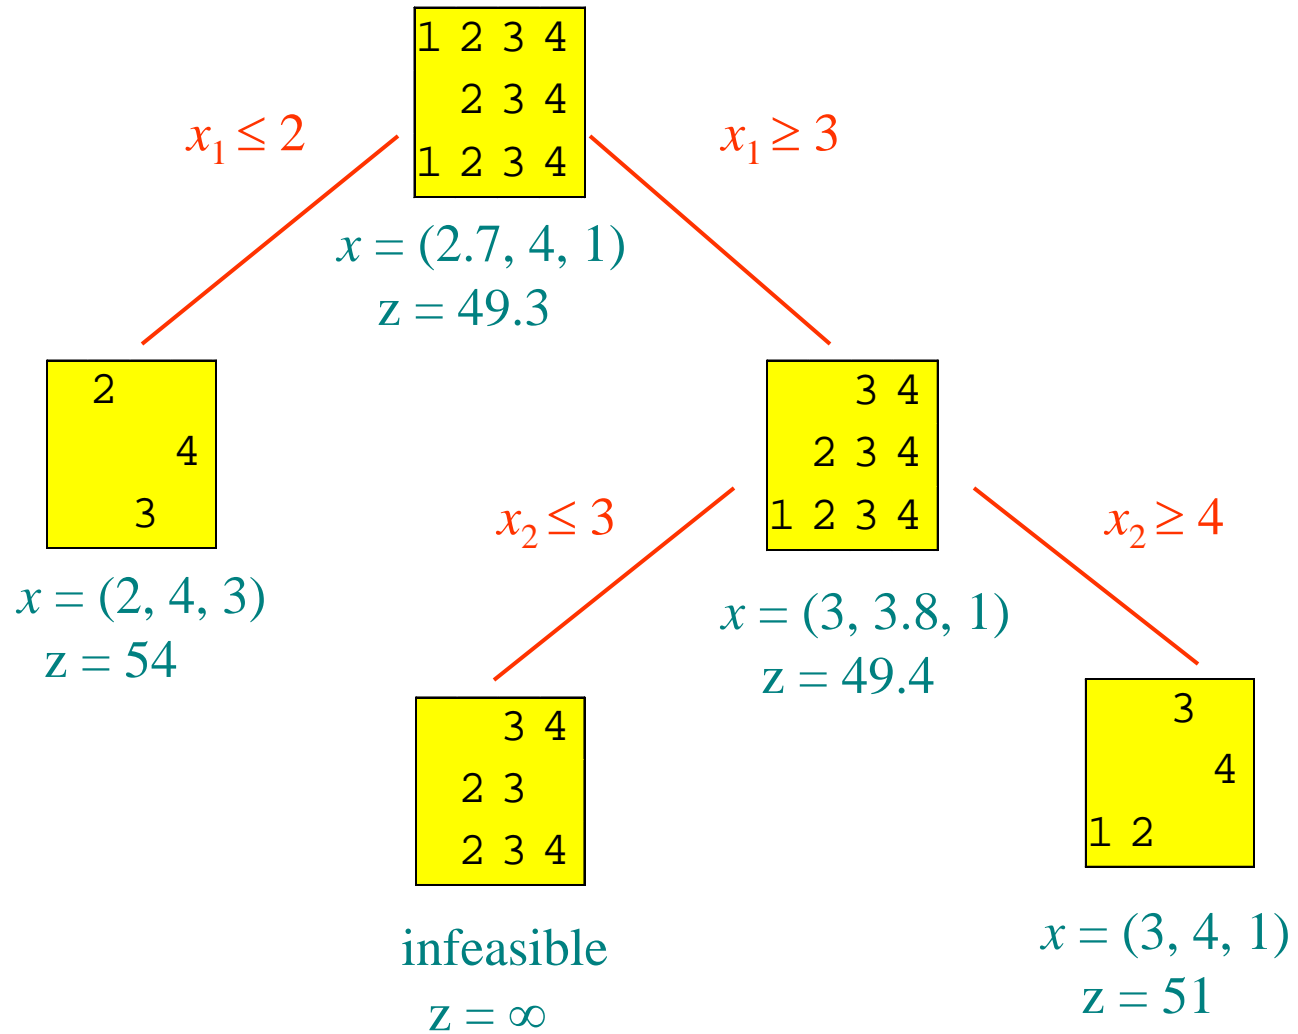 1 2 3 4
2 3 4
1 2 3 4
x₁ ≤ 2
x₁ ≥ 3
x = (2.7, 4, 1)
z = 49.3
2
4
3
x = (2, 4, 3)
z = 54
3 4
2 3 4
1 2 3 4
x₂ ≤ 3
x₂ ≥ 4
x = (3, 3.8, 1)
z = 49.4
3 4
2 3
2 3 4
infeasible
z = ∞
3
4
1 2
x = (3, 4, 1)
z = 51